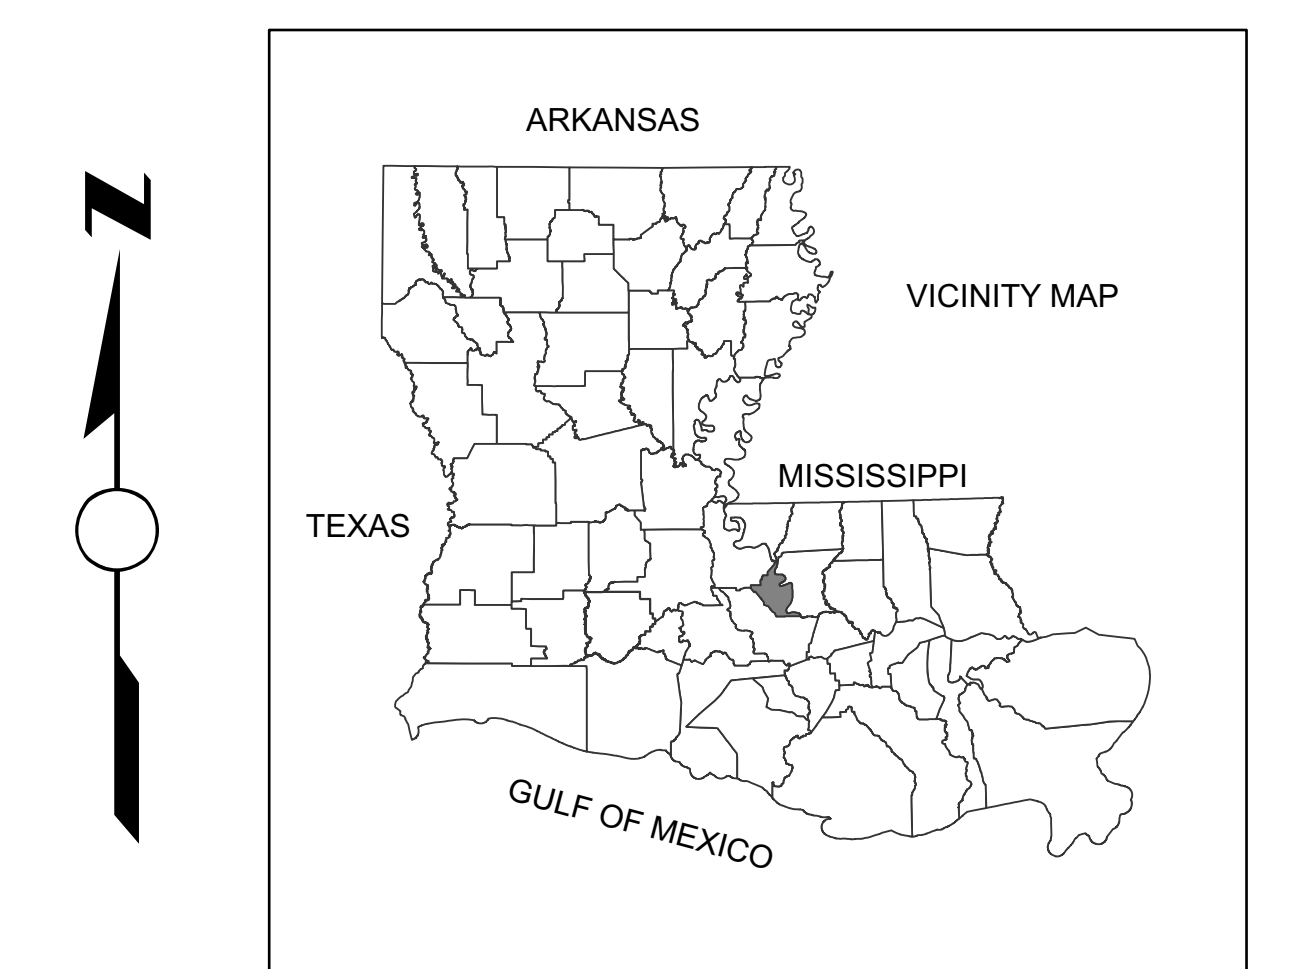 ARKANSAS
N
VICINITY MAP
MISSISSIPPI
TEXAS
GULF OF MEXICO